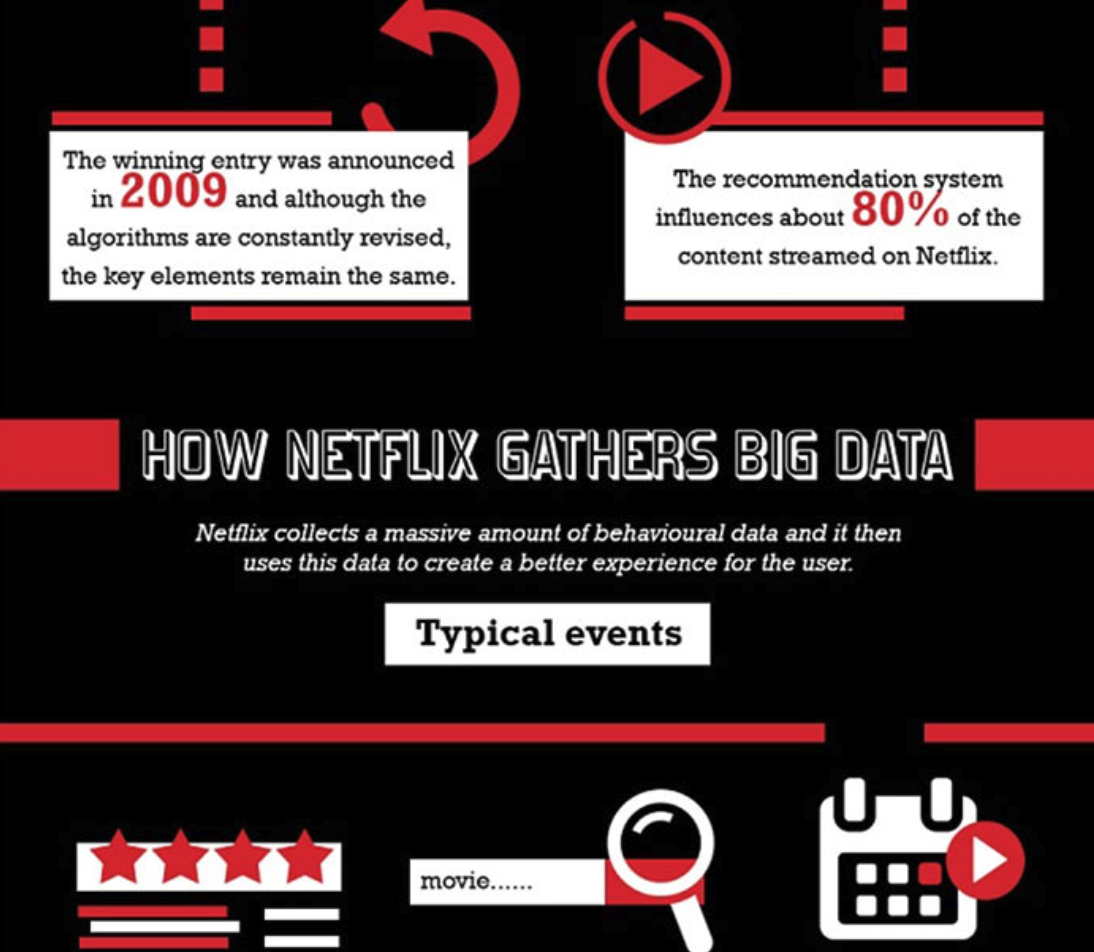 The winning entry was announced
in 2009 and although the
algorithms are constantly revised,
the key elements remain the same.
The recommendation system
influences about 80% of the
content streamed on Netflix.
HOW NETFLIX GATHERS BIG DATA
Netflix collects a massive amount of behavioural data and it then
uses this data to create a better experience for the user.
Typical events
movie......